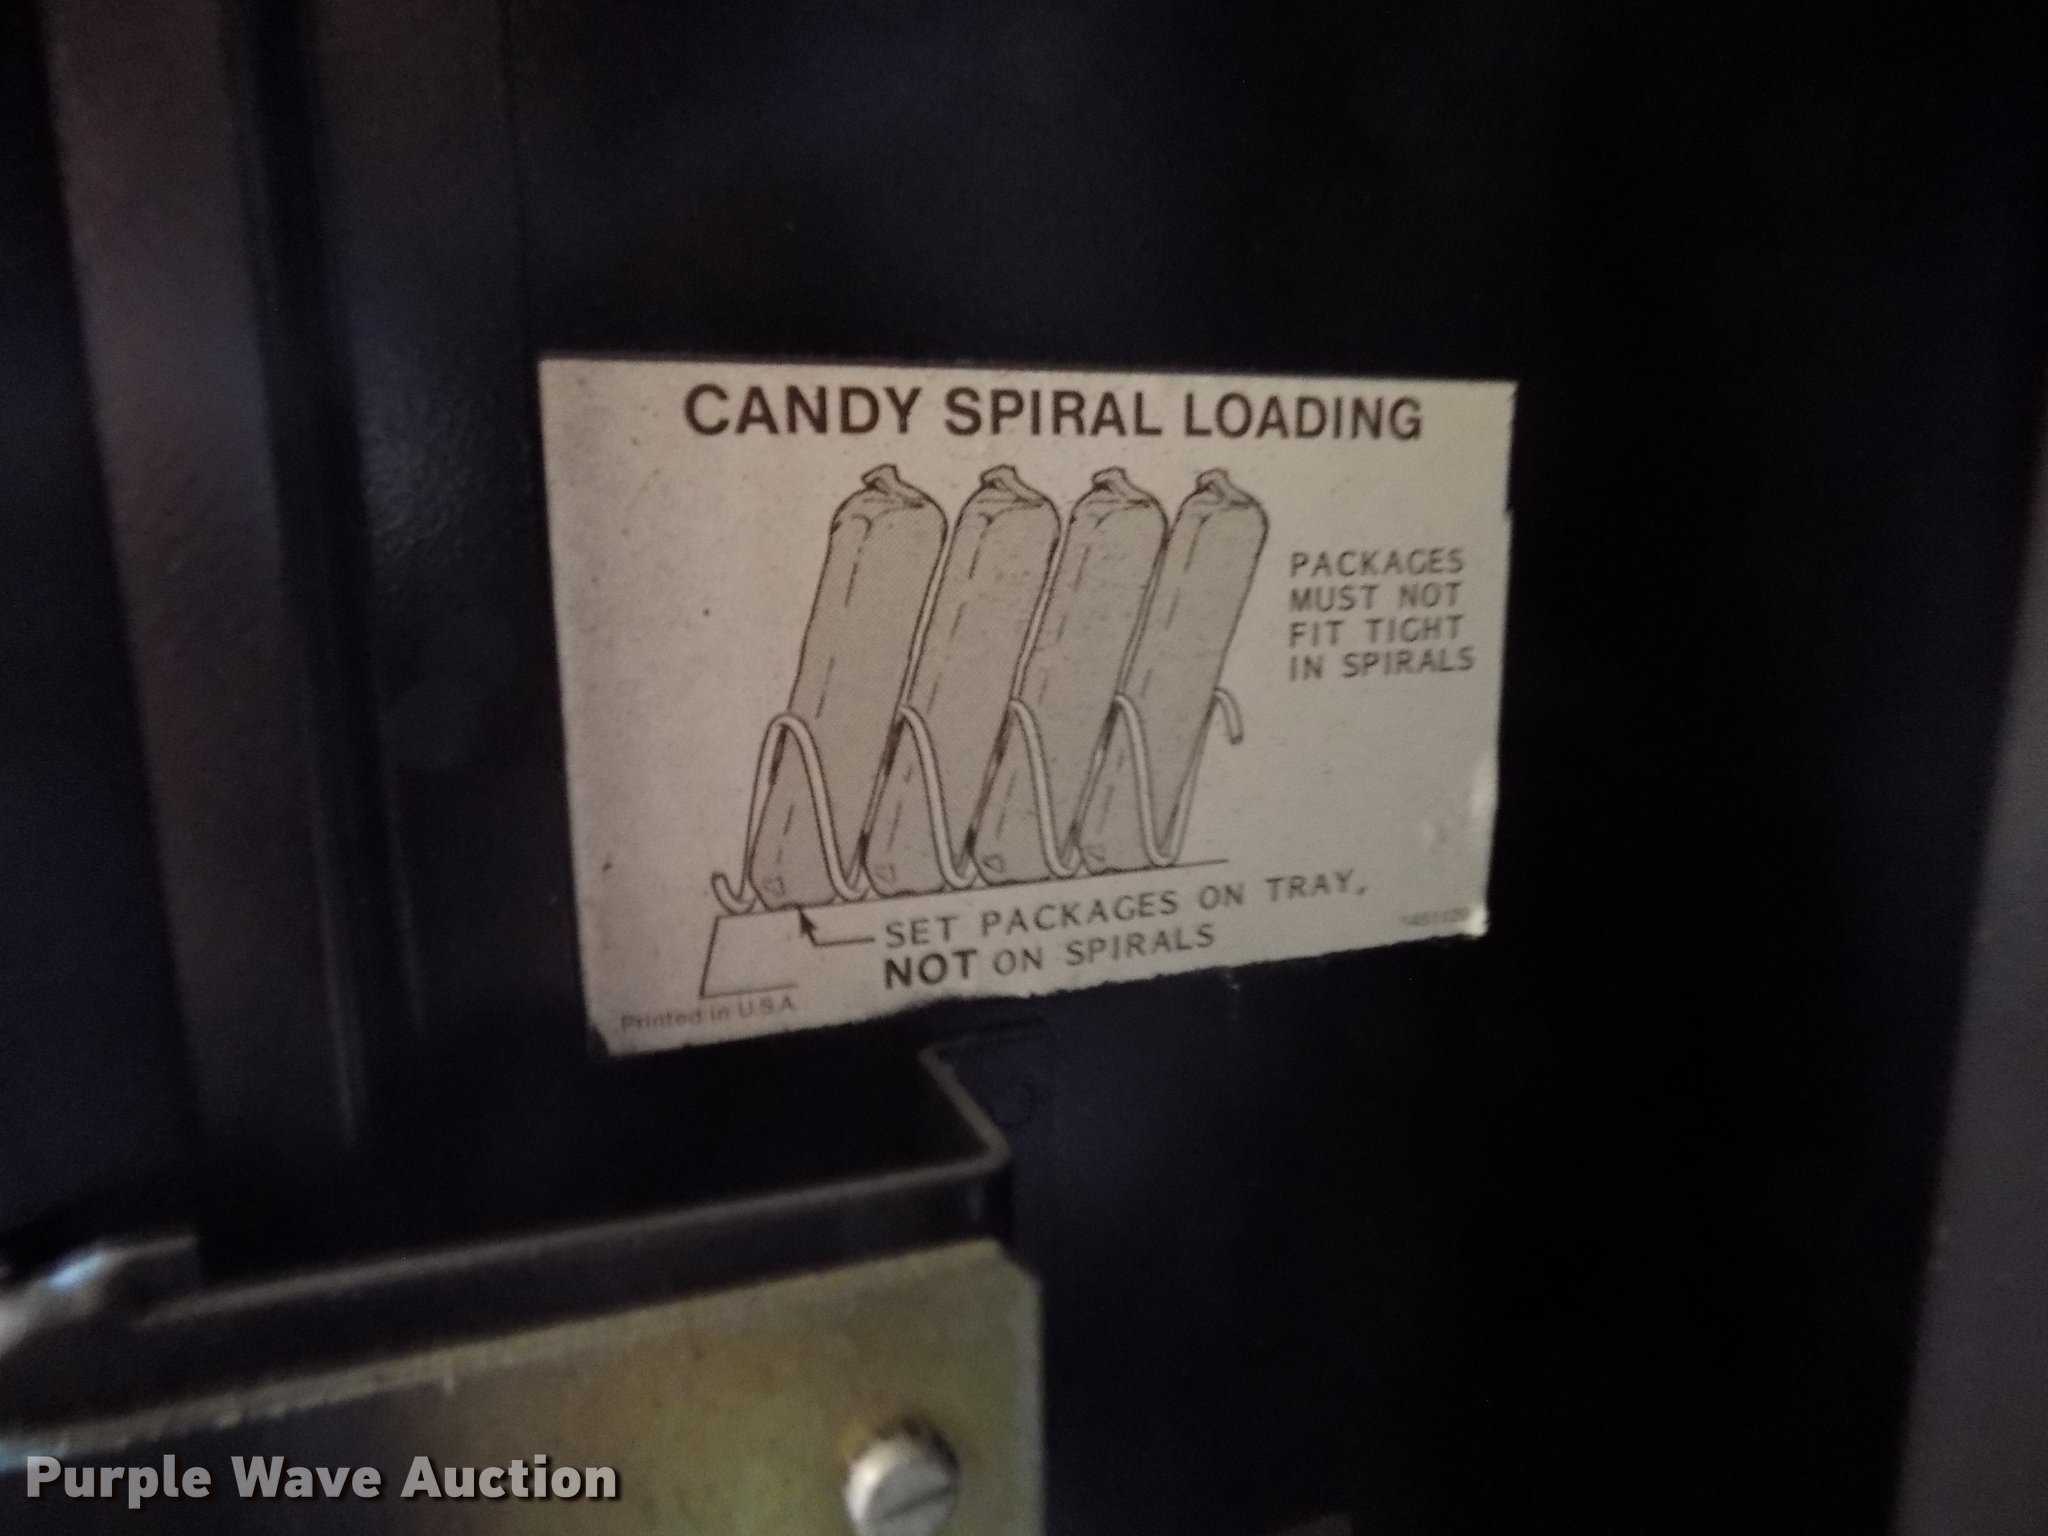 CANDY SPIRAL LOADING
PACKAGES
MUST NOT
FIT TIGHT
IN SPIRALS
SET PACKAGES ON TRAY,
NOT ON SPIRALS
Printed in U.S.A.
Purple Wave Auction